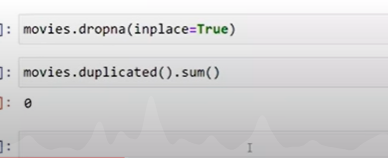 ]: movies.dropna(inplace=True)
]: movies.duplicated().sum()
]: 0
]: